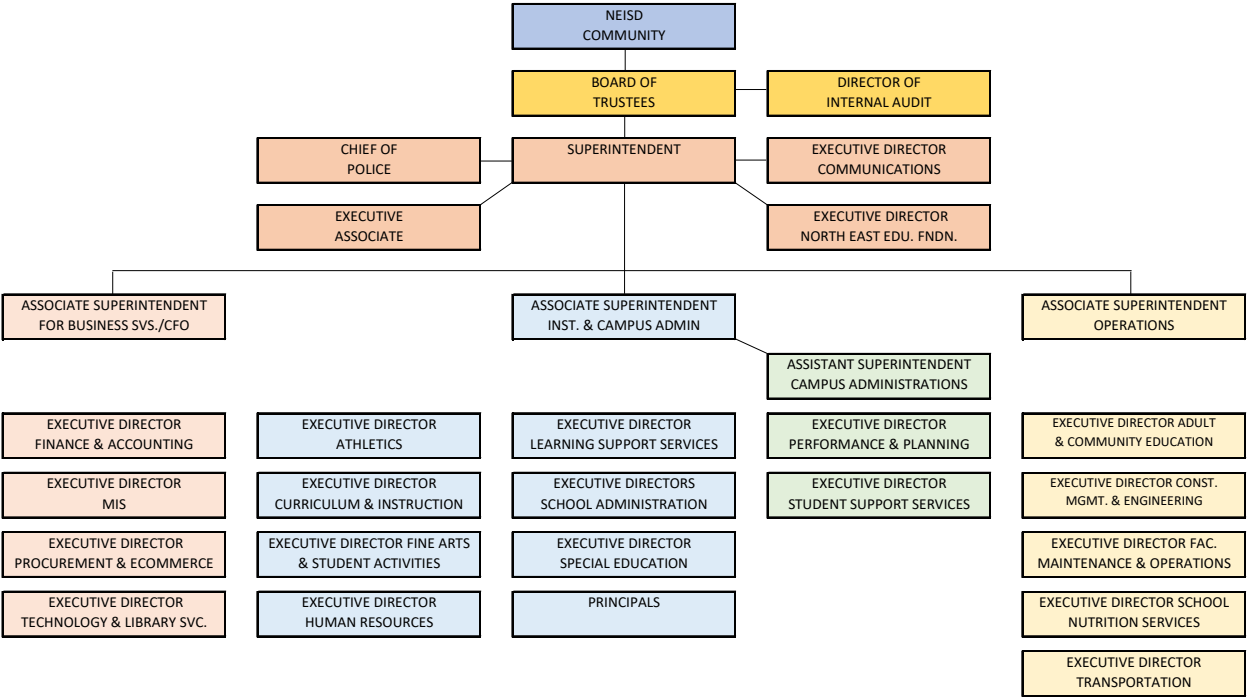 NEISD
COMMUNITY
BOARD OF
TRUSTEES
DIRECTOR OF
INTERNAL AUDIT
CHIEF OF
POLICE
SUPERINTENDENT
EXECUTIVE DIRECTOR
COMMUNICATIONS
EXECUTIVE
ASSOCIATE
EXECUTIVE DIRECTOR
NORTH EAST EDU. FNDN.
ASSOCIATE SUPERINTENDENT
FOR BUSINESS SVS./CFO
ASSOCIATE SUPERINTENDENT
INST. & CAMPUS ADMIN
ASSOCIATE SUPERINTENDENT
OPERATIONS
ASSISTANT SUPERINTENDENT
CAMPUS ADMINISTRATIONS
EXECUTIVE DIRECTOR
FINANCE & ACCOUNTING
EXECUTIVE DIRECTOR
ATHLETICS
EXECUTIVE DIRECTOR
LEARNING SUPPORT SERVICES
EXECUTIVE DIRECTOR
PERFORMANCE & PLANNING
EXECUTIVE DIRECTOR ADULT
& COMMUNITY EDUCATION
EXECUTIVE DIRECTOR
MIS
EXECUTIVE DIRECTOR
CURRICULUM & INSTRUCTION
EXECUTIVE DIRECTORS
SCHOOL ADMINISTRATION
EXECUTIVE DIRECTOR
STUDENT SUPPORT SERVICES
EXECUTIVE DIRECTOR CONST.
MGMT. & ENGINEERING
EXECUTIVE DIRECTOR
PROCUREMENT & ECOMMERCE
EXECUTIVE DIRECTOR FINE ARTS
& STUDENT ACTIVITIES
EXECUTIVE DIRECTOR
SPECIAL EDUCATION
EXECUTIVE DIRECTOR FAC.
MAINTENANCE & OPERATIONS
EXECUTIVE DIRECTOR
TECHNOLOGY & LIBRARY SVC.
EXECUTIVE DIRECTOR
HUMAN RESOURCES
PRINCIPALS
EXECUTIVE DIRECTOR SCHOOL
NUTRITION SERVICES
EXECUTIVE DIRECTOR
TRANSPORTATION